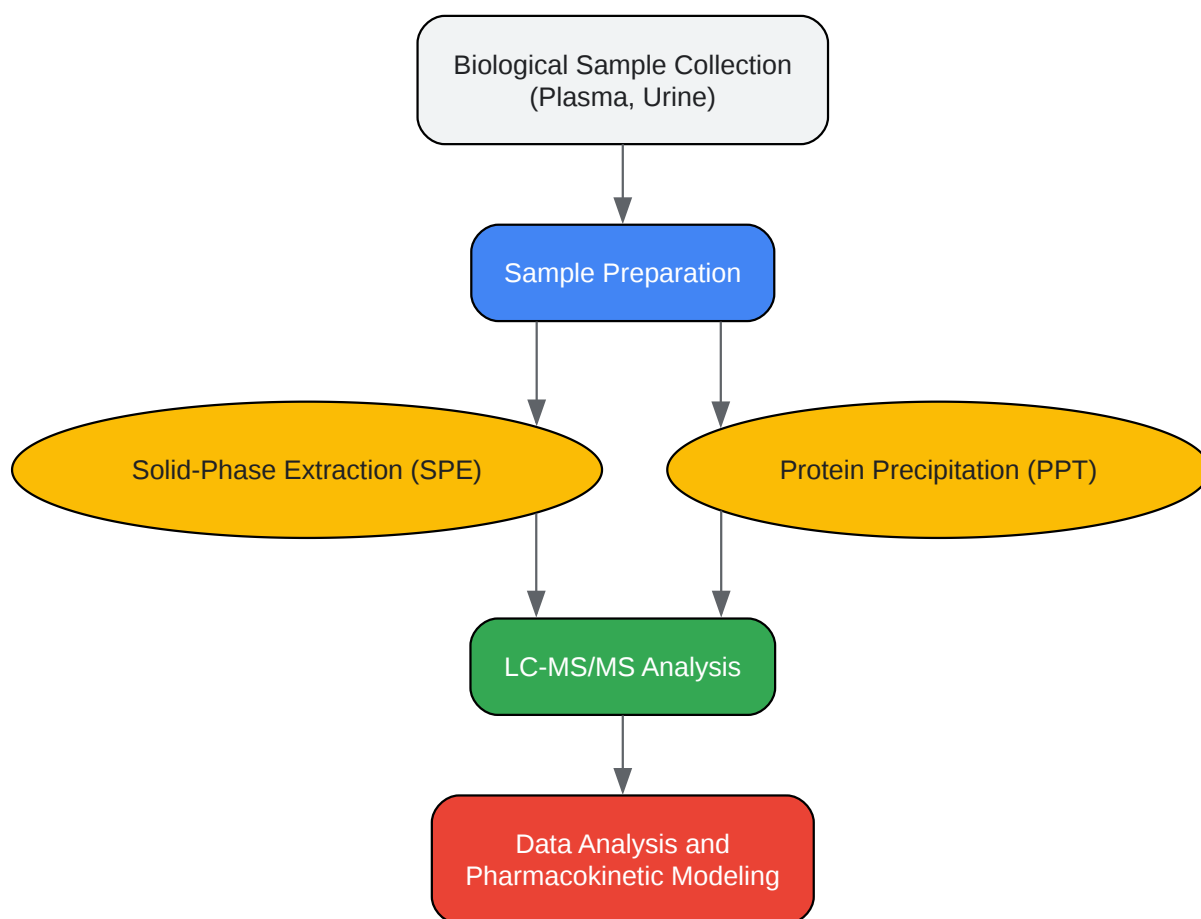 Biological Sample Collection
(Plasma, Urine)
Sample Preparation
Solid-Phase Extraction (SPE)
Protein Precipitation (PPT)
LC-MS/MS Analysis
Data Analysis and
Pharmacokinetic Modeling